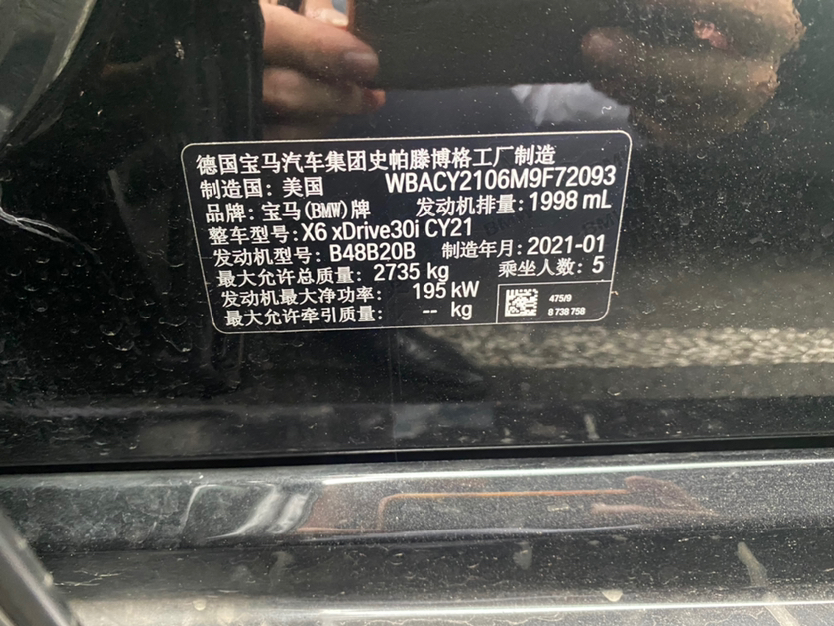 德国宝马汽车集团史帕滕博格工厂制造
制造国: 美国 WBACY2106M9F72093
品牌: 宝马(BMW)牌 发动机排量: 1998 mL
整车型号: X6 xDrive30i CY21
发动机型号: B48B20B 制造年月: 2021-01
最大允许总质量: 2735 kg 乘坐人数: 5
发动机最大净功率: 195 kW
最大允许牵引质量: -- kg
475/9
8 738 758